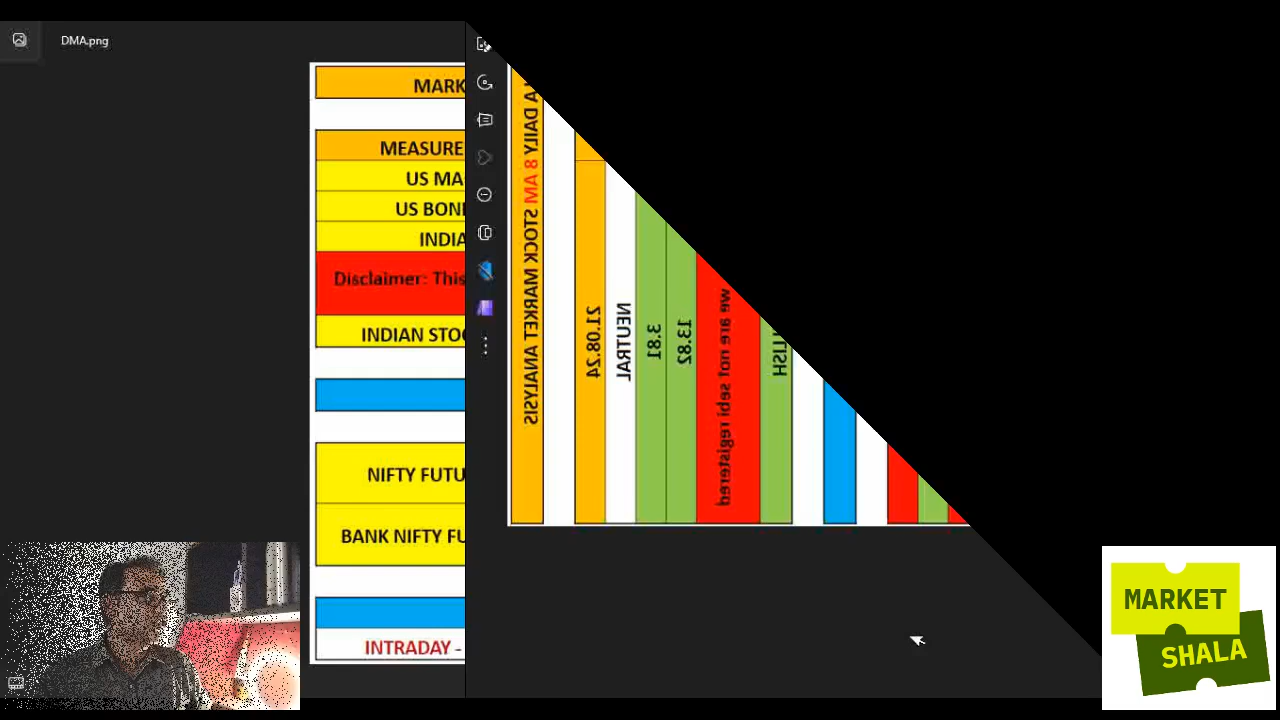 DMA.png
MARK
MEASURE
US MA
US BON
INDIA
Disclaimer: This
INDIAN STO
NIFTY FUTU
BANK NIFTY FU
INTRADAY -
DAILY 8 AM STOCK MARKET ANALYSIS
21.08.24
NEUTRAL
3.81
13.82
we are not sebi registered
LISH
MARKET
SHALA